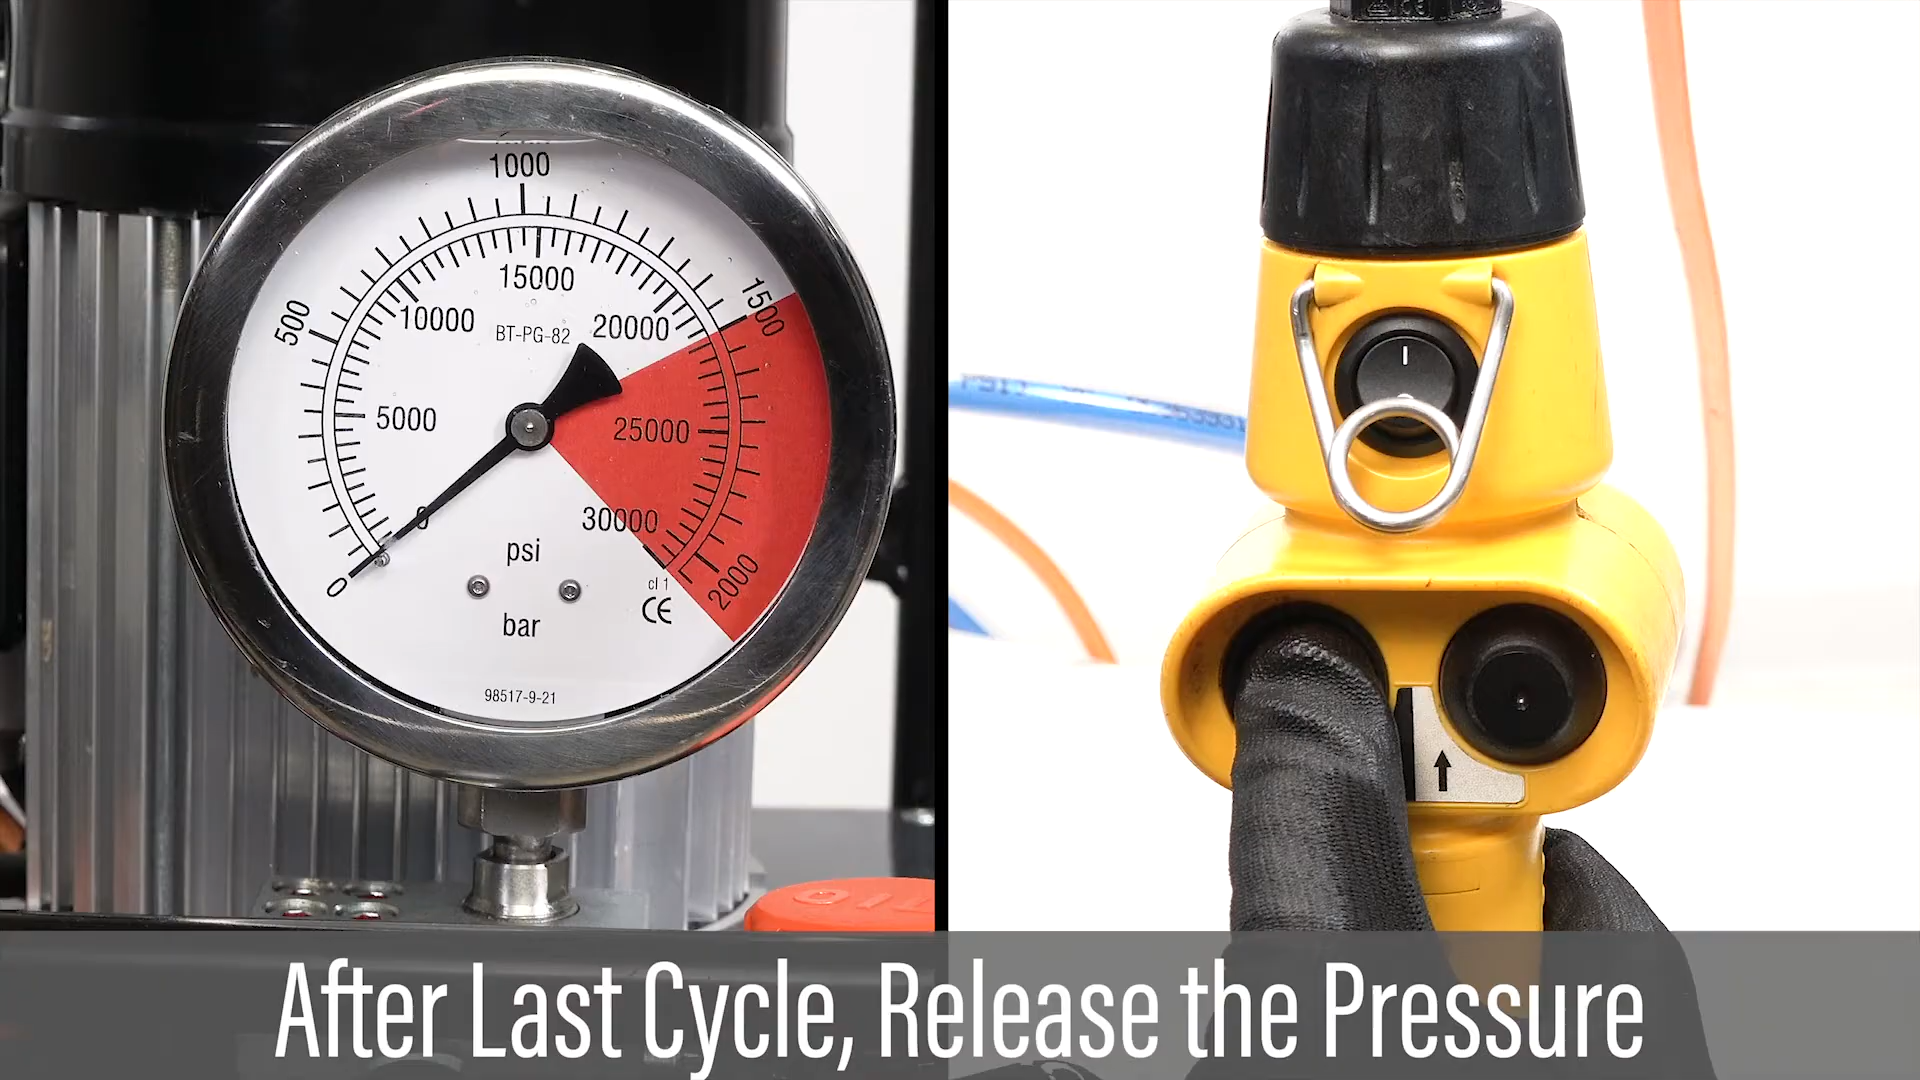 1000
15000
500
1500
10000
BT-PG-82
20000
5000
25000
0
30000
psi
0
cl 1
2000
CE
bar
98517-9-21
OIL
I
After Last Cycle, Release the Pressure